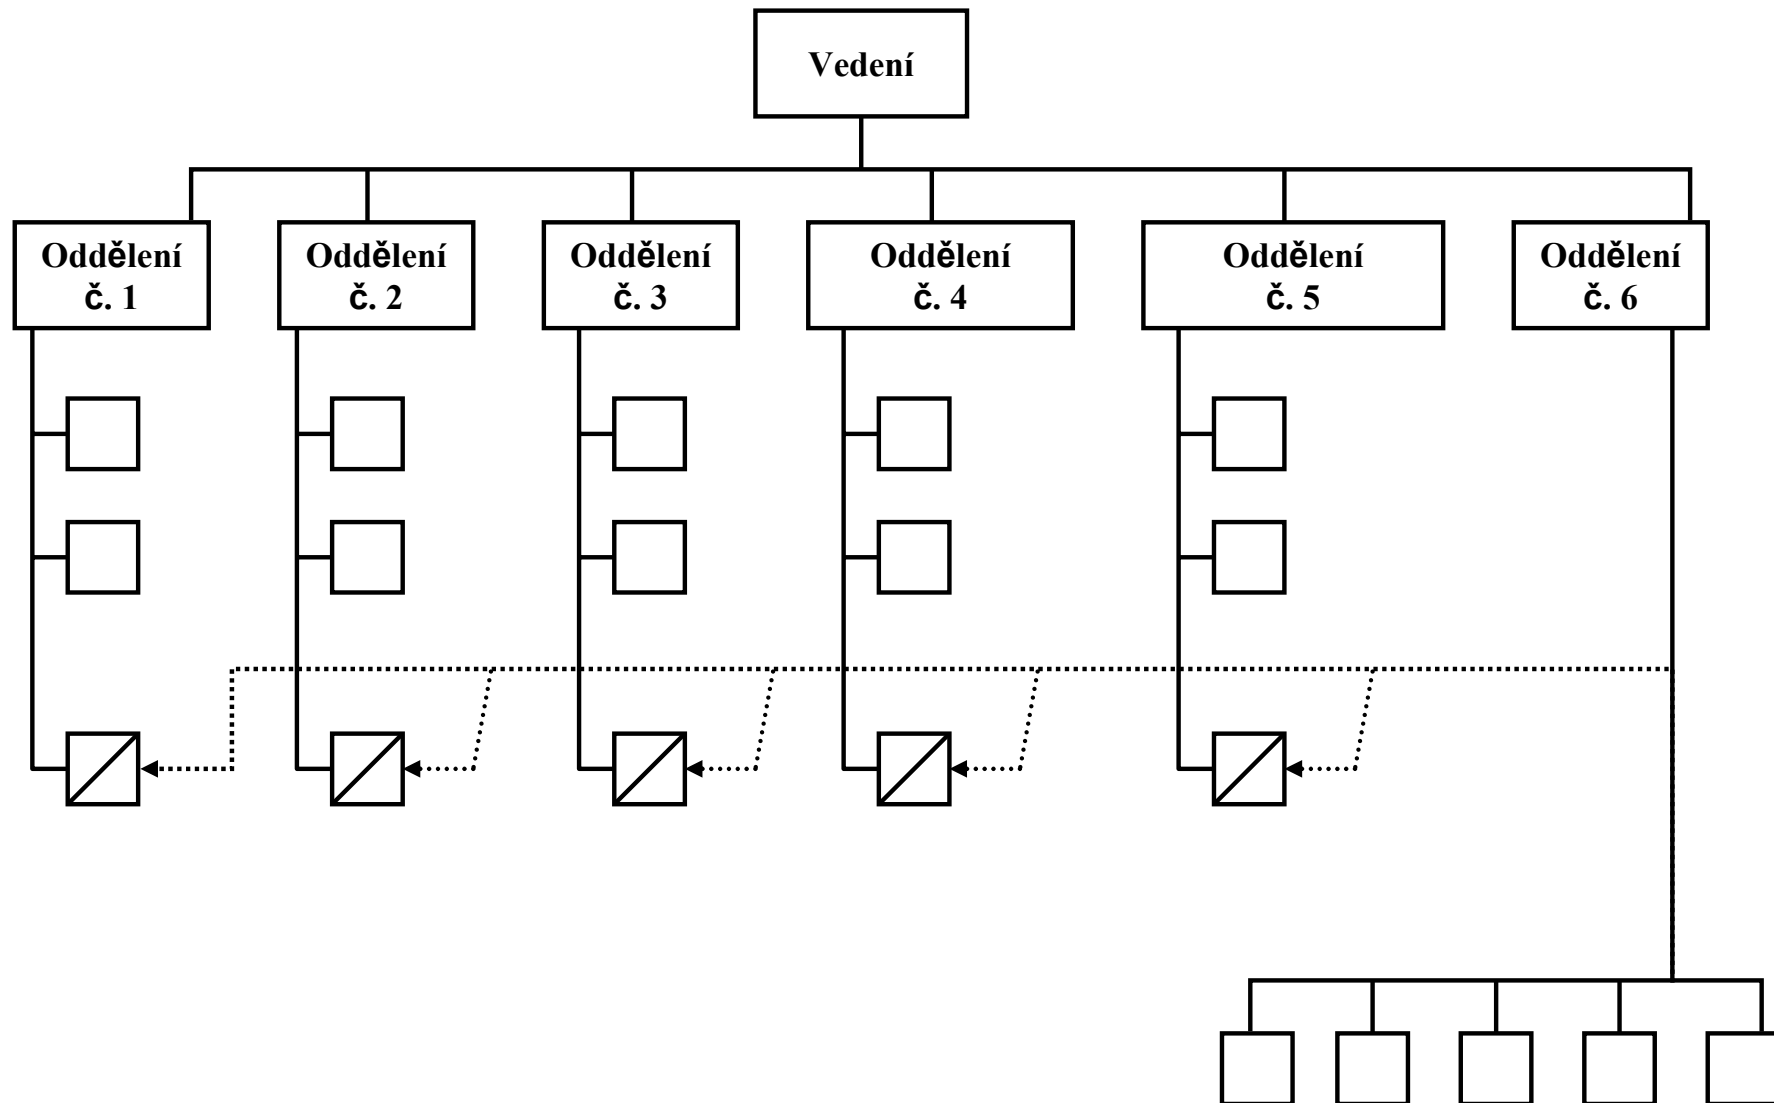 Vedení
Oddělení
č. 1
Oddělení
č. 2
Oddělení
č. 3
Oddělení
č. 4
Oddělení
č. 5
Oddělení
č. 6